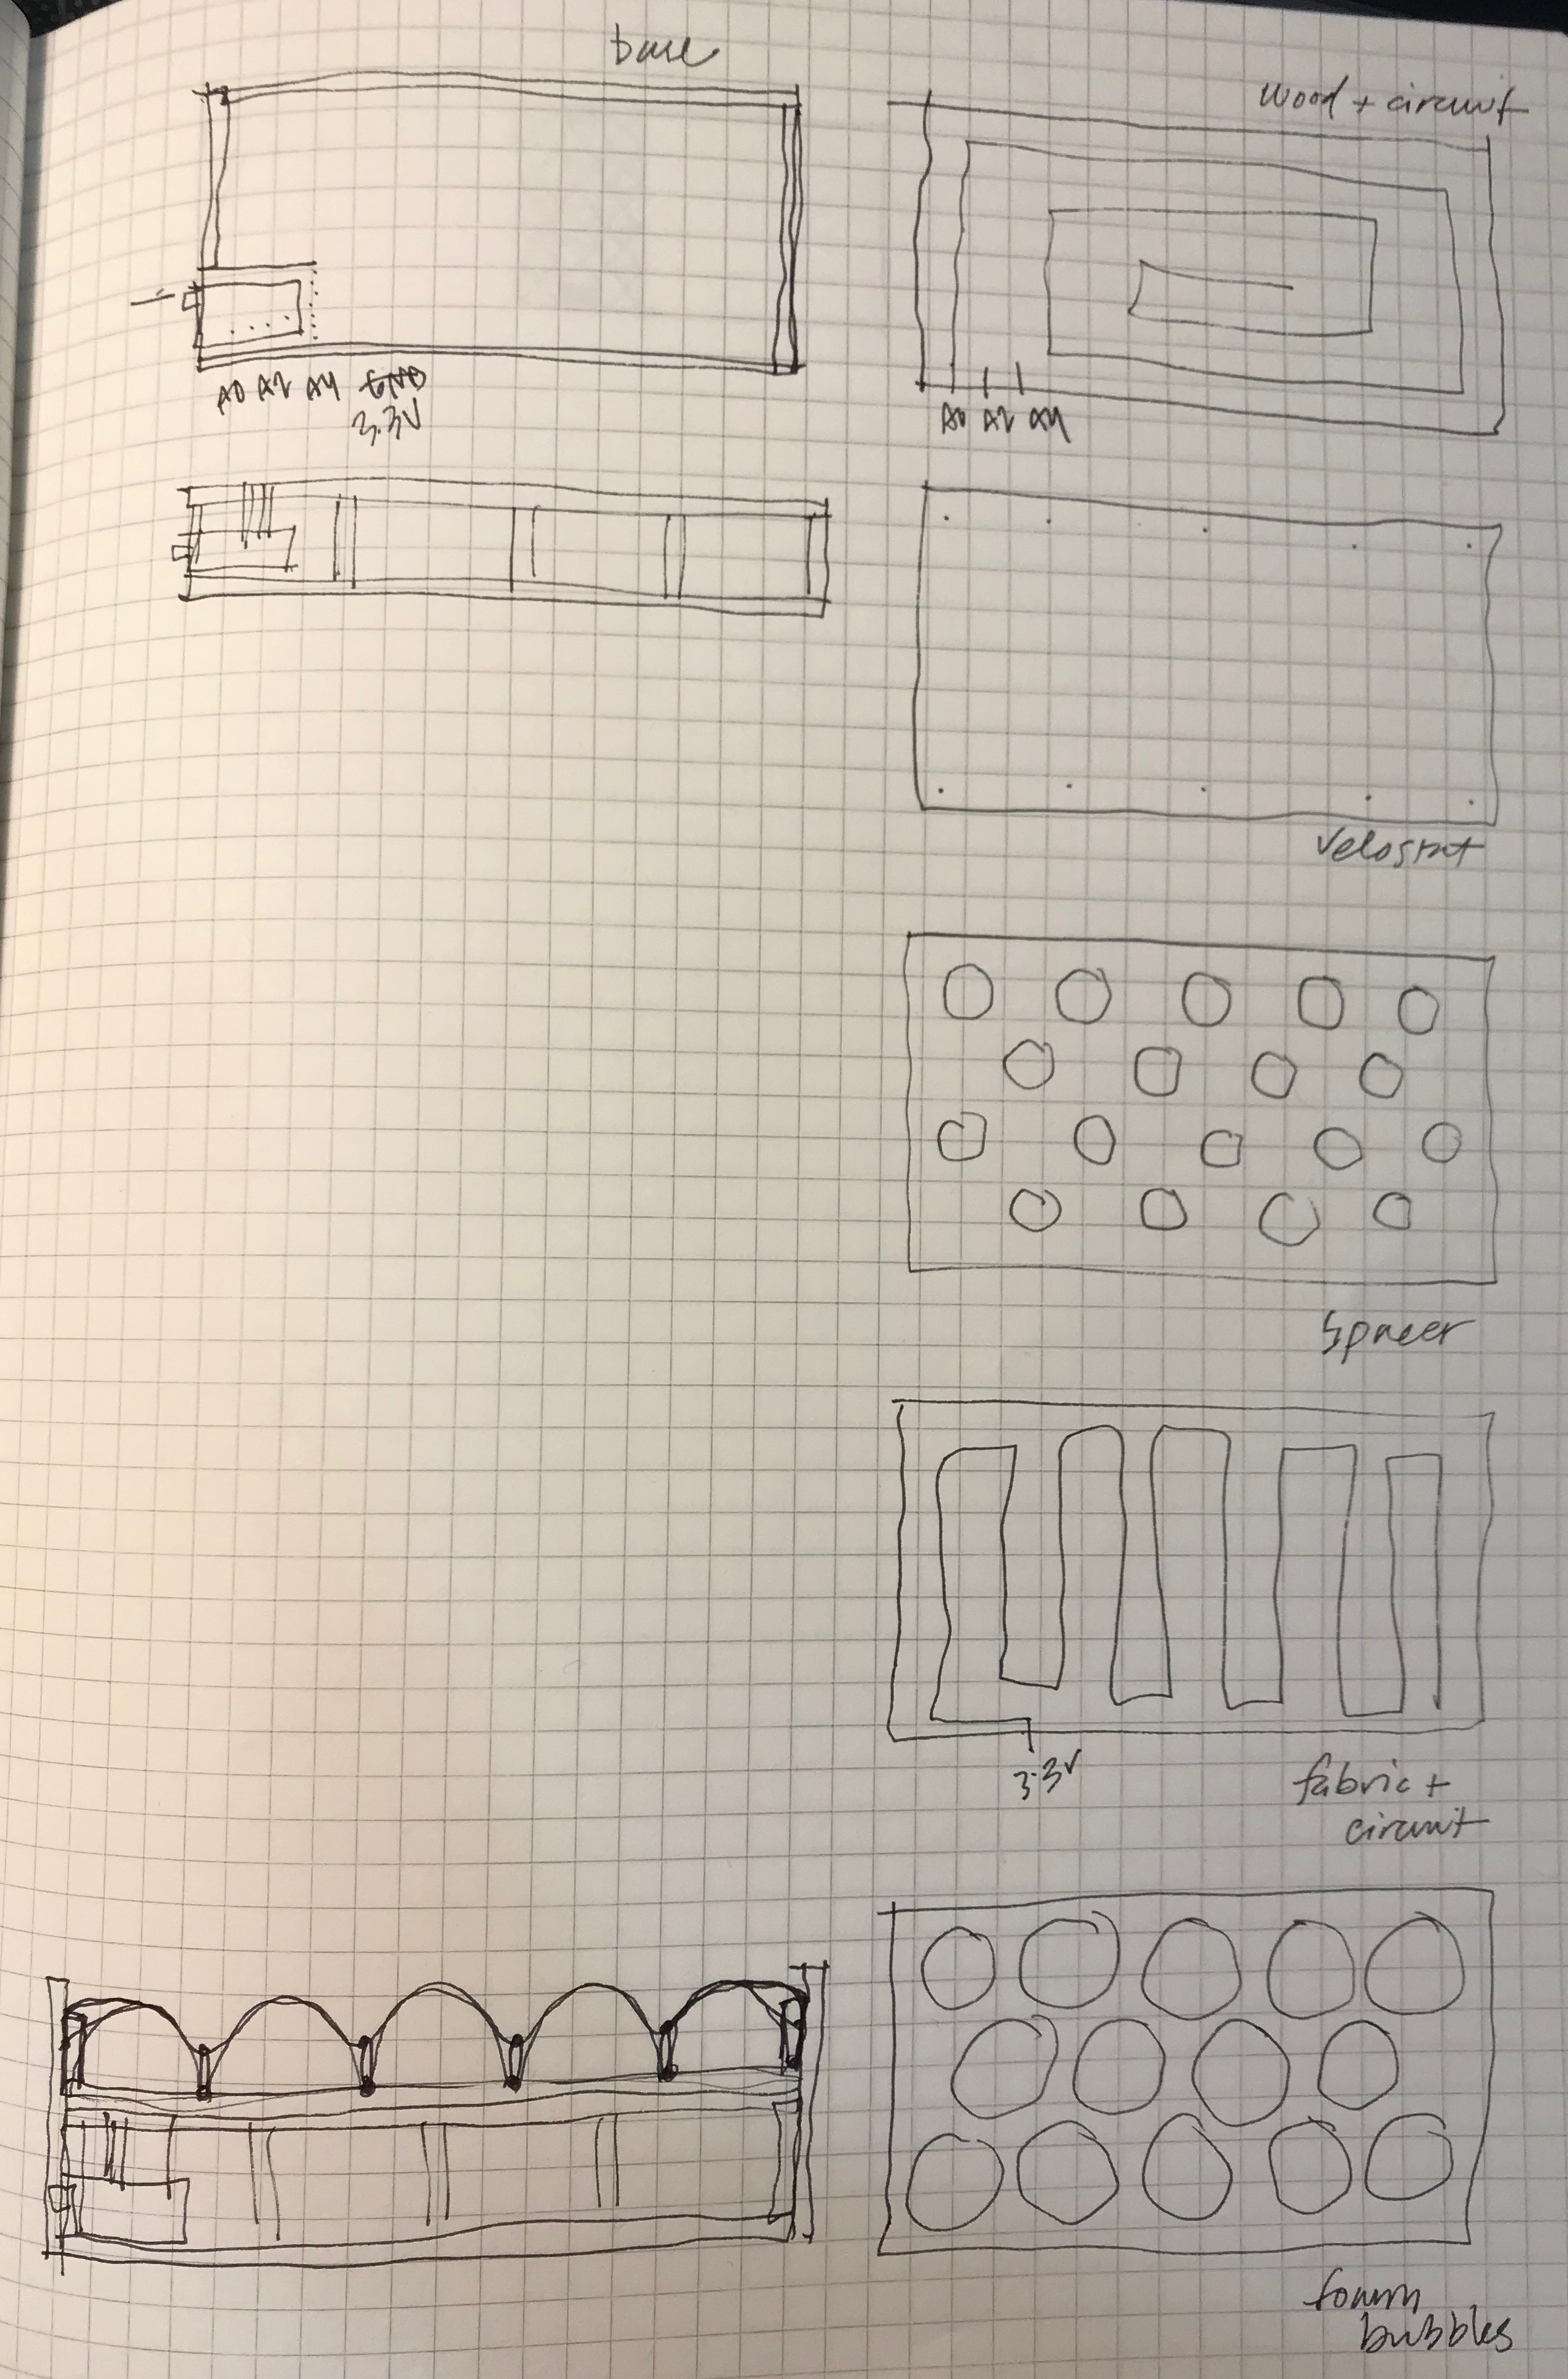 base
wood + circuit
A0 A2 A4 GND
3.3V
A0 A2 A4
Velostat
Spacer
3.3V
fabric +
circuit
foam
bubbles